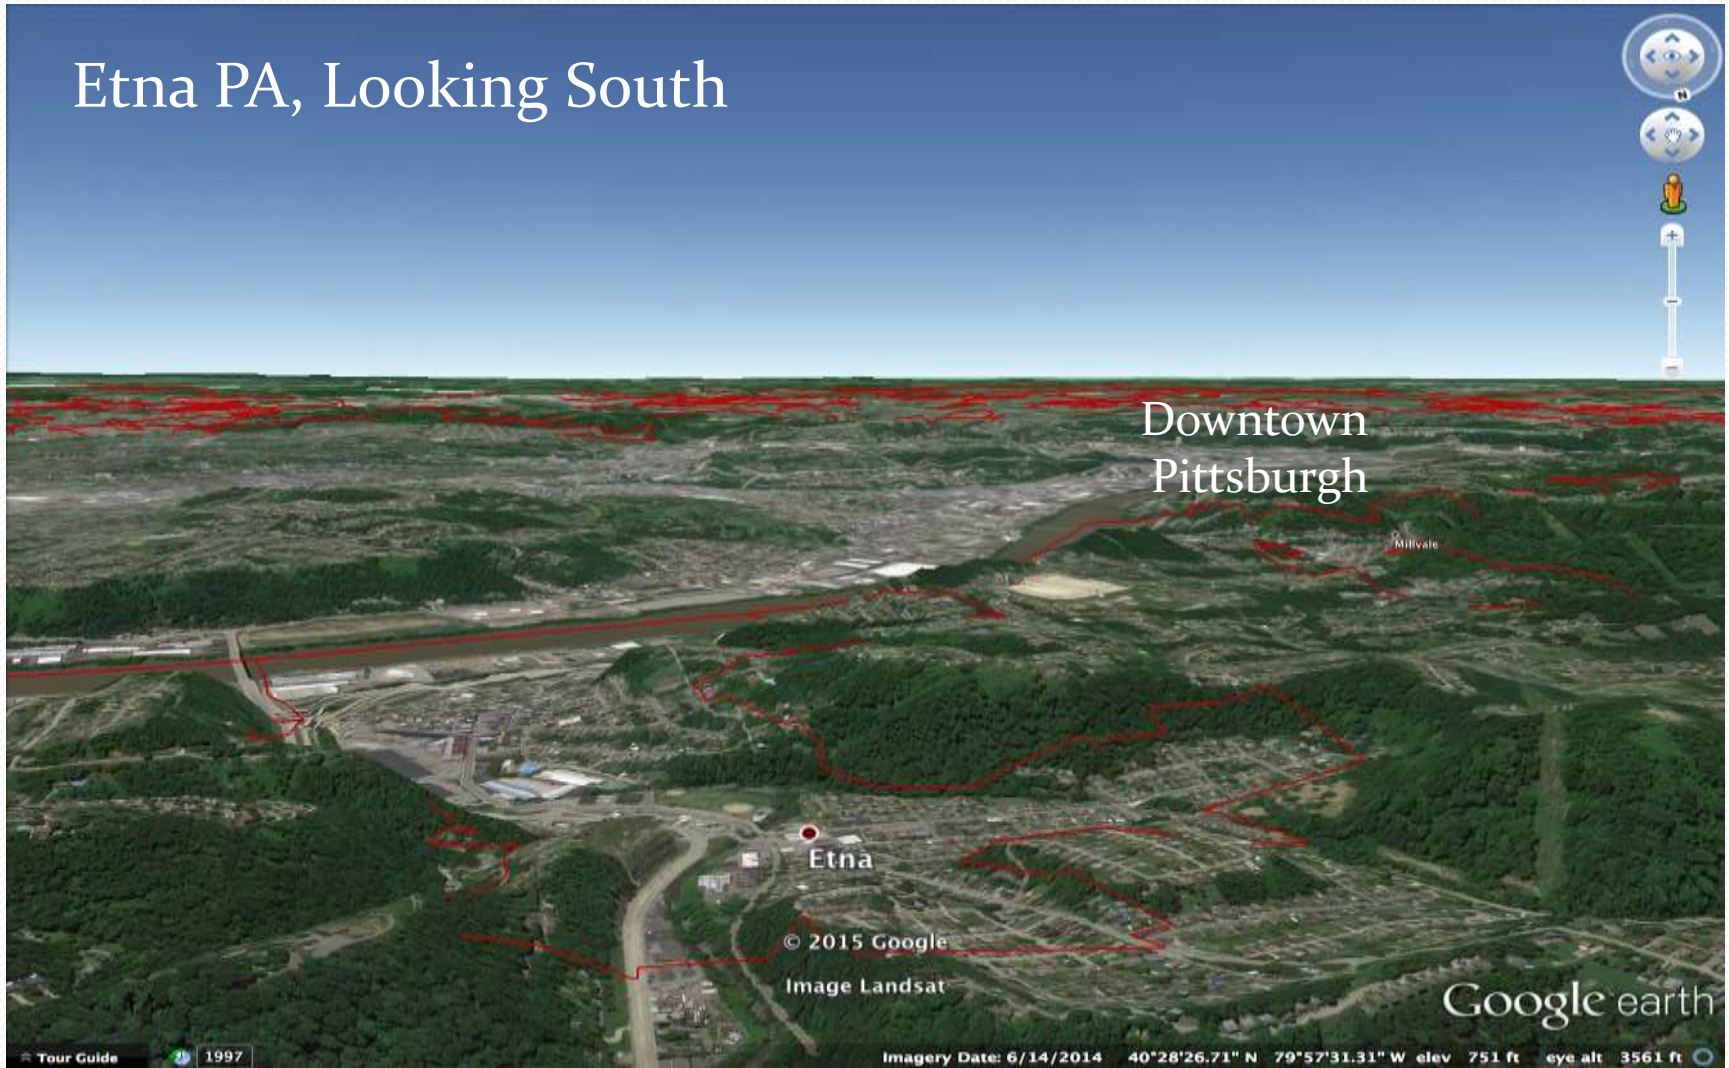 Etna PA, Looking South
N
Downtown
Pittsburgh
Millvale
Etna
© 2015 Google
Image Landsat
Google earth
Tour Guide
1997
Imagery Date: 6/14/2014 40°28'26.71" N 79°57'31.31" W elev 751 ft eye alt 3561 ft